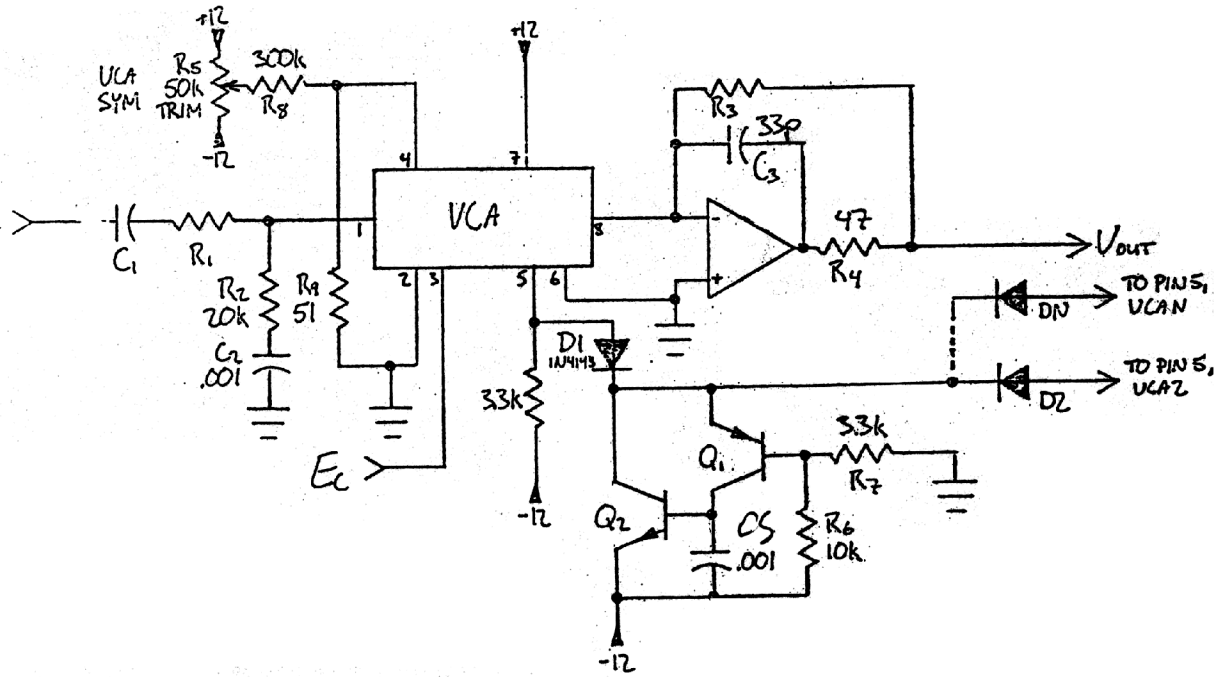 +12
+12
R5
50k
TRIM
VCA
SYM
300k
R8
-12
R3
33p
C3
4
7
VCA
1
8
2
3
5
6
C1
R1
-
+
47
R4
VOUT
R2
20k
R9
51
C2
.001
DN
TO PIN 5,
VCAN
D1
1N4148
D2
TO PIN 5,
VCA2
3.3k
EC
-12
Q1
3.3k
R7
Q2
C5
.001
R6
10k
-12